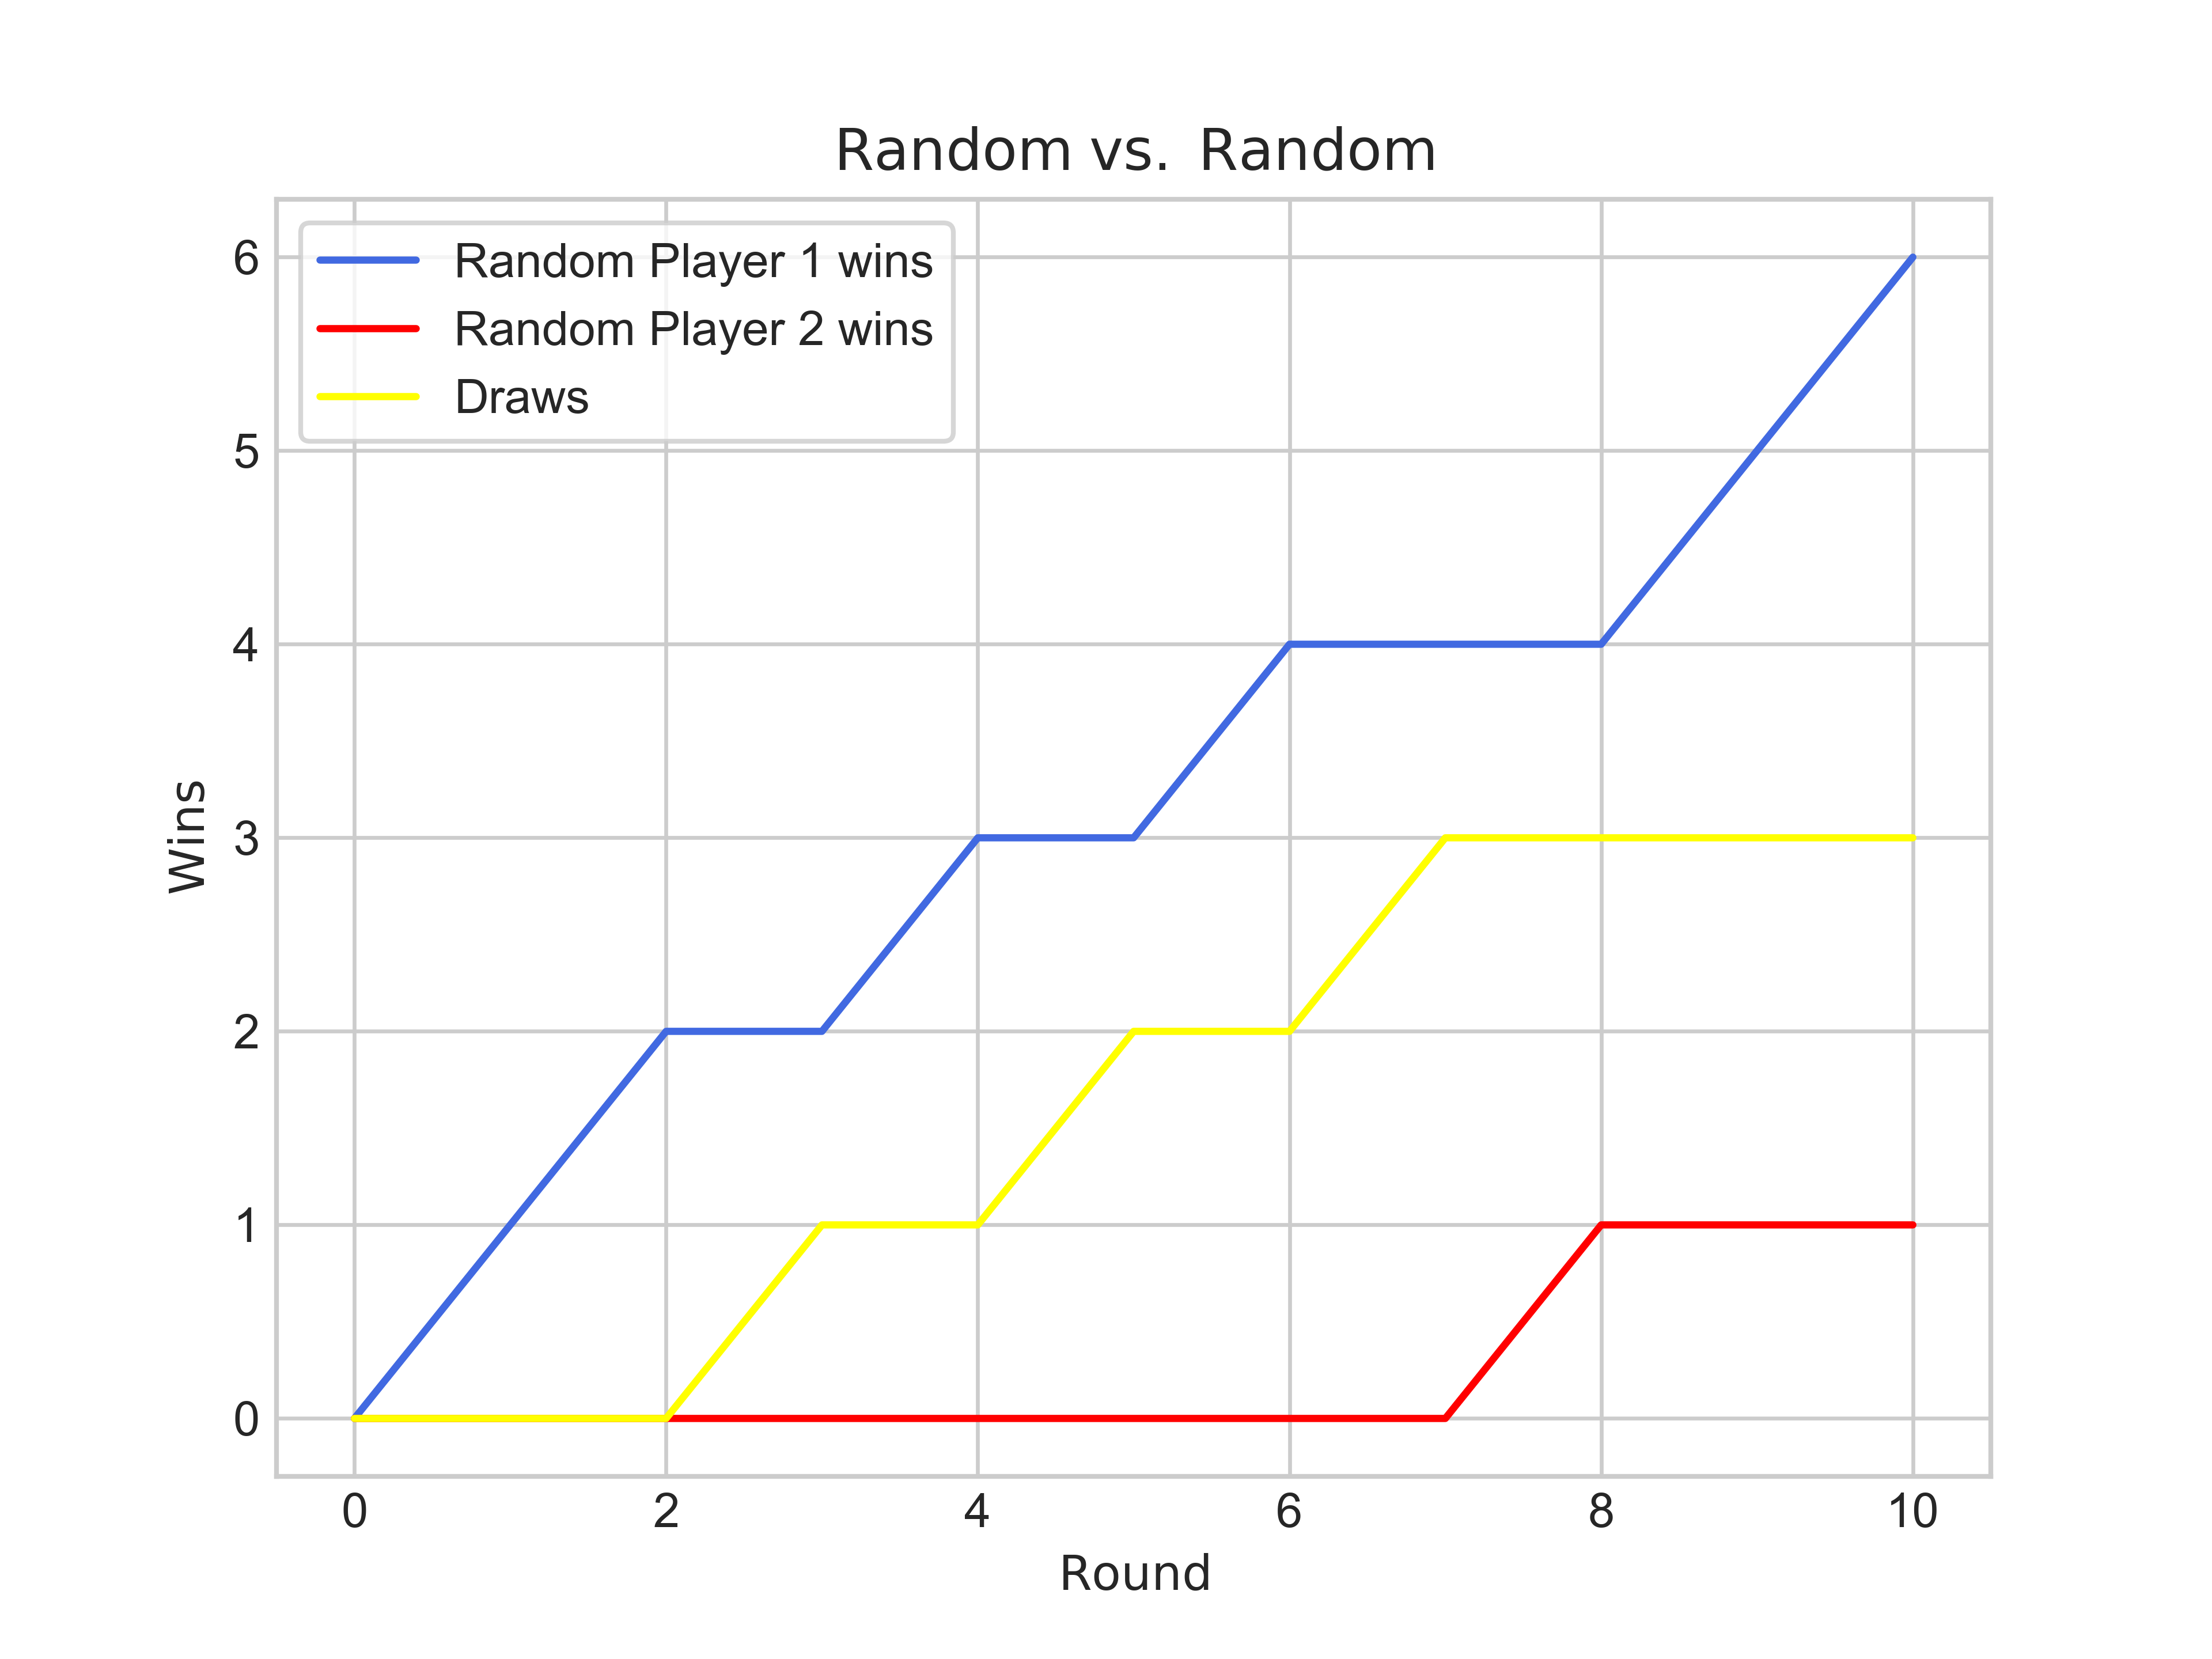 Random vs. Random
Random Player 1 wins
Random Player 2 wins
Draws
6
5
4
3
2
1
0
Wins
0 2 4 6 8 10
Round